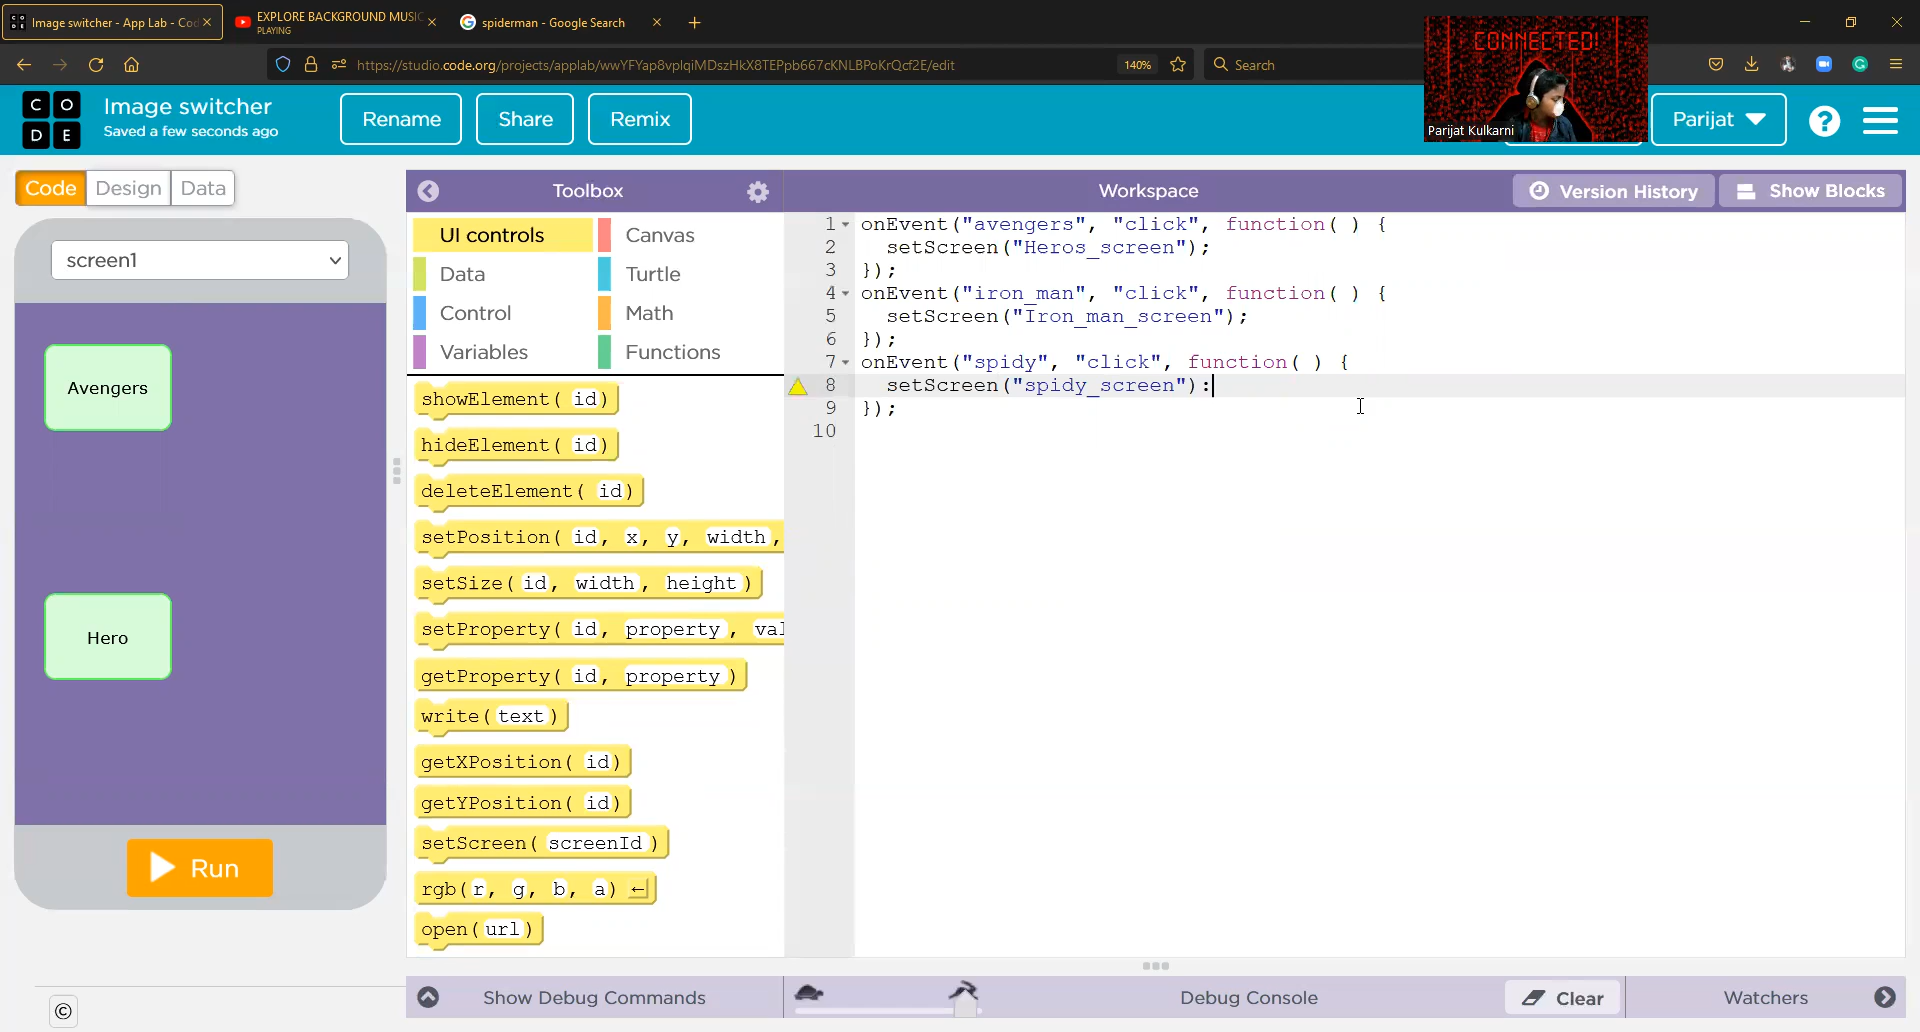 Image switcher - App Lab - Cod
EXPLORE BACKGROUND MUSIC
PLAYING
spiderman - Google Search
https://studio.code.org/projects/applab/wwYFYap8vplqiMDszHkX8TEPpb667cKNLBPoKrQcf2E/edit
140%
Search
CONNECTED!
Parijat Kulkarni
C O D E
Image switcher
Saved a few seconds ago
Rename
Share
Remix
Parijat
?
Code
Design
Data
Toolbox
Workspace
Version History
Show Blocks
screen1
Avengers
Hero
Run
©
UI controls
Canvas
Data
Turtle
Control
Math
Variables
Functions
showElement( id)
hideElement( id)
deleteElement( id)
setPosition( id, x, y, width,
setSize( id, width, height)
setProperty( id, property, val
getProperty( id, property)
write( text)
getXPosition( id)
getYPosition( id)
setScreen( screenId)
rgb( r, g, b, a) ←
open( url)
1 onEvent("avengers", "click", function( ) {
2 setScreen("Heros_screen");
3 });
4 onEvent("iron_man", "click", function( ) {
5 setScreen("Iron_man_screen");
6 });
7 onEvent("spidy", "click", function( ) {
8 setScreen("spidy_screen"):
9 });
10
Show Debug Commands
Debug Console
Clear
Watchers